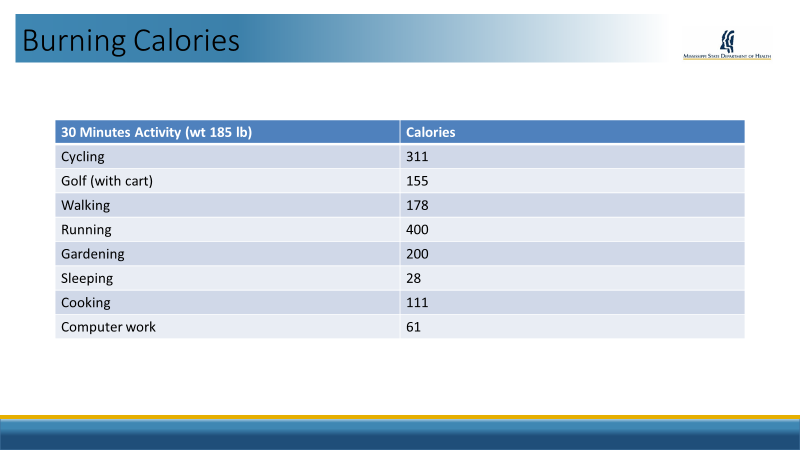 Burning Calories
Mississippi State Department of Health
30 Minutes Activity (wt 185 lb) Calories
Cycling 311
Golf (with cart) 155
Walking 178
Running 400
Gardening 200
Sleeping 28
Cooking 111
Computer work 61